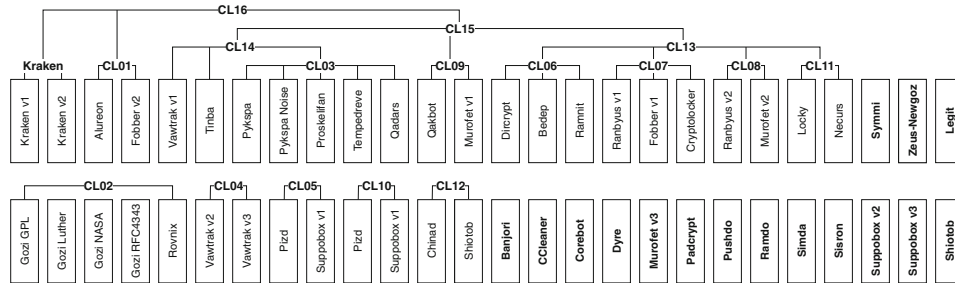 CL16
CL15
CL14 CL13
Kraken CL01 CL03 CL09 CL06 CL07 CL08 CL11
Kraken v1
Kraken v2
Alureon
Fobber v2
Vawtrak v1
Tinba
Pykspa
Pykspa Noise
Proskelifan
Tempedreve
Qadars
Qakbot
Murofet v1
Dircrypt
Bedep
Ramnit
Ranbyus v1
Fobber v1
Cryptolocker
Ranbyus v2
Murofet v2
Locky
Necurs
Symmi
Zeus-Newgoz
Legit
CL02 CL04 CL05 CL10 CL12
Gozi GPL
Gozi Luther
Gozi NASA
Gozi RFC4343
Rovnix
Vawtrak v2
Vawtrak v3
Pizd
Suppobox v1
Pizd
Suppobox v1
Chinad
Shiotob
Banjori
CCleaner
Corebot
Dyre
Murofet v3
Padcrypt
Pushdo
Ramdo
Simda
Sisron
Suppobox v2
Suppobox v3
Shiotob